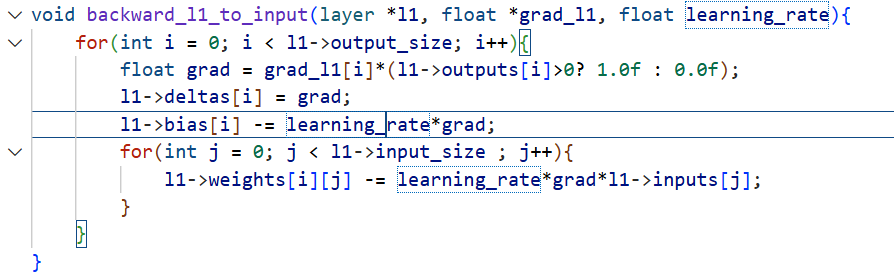 void backward_l1_to_input(layer *l1, float *grad_l1, float learning_rate){
    for(int i = 0; i < l1->output_size; i++){
        float grad = grad_l1[i]*(l1->outputs[i]>0? 1.0f : 0.0f);
        l1->deltas[i] = grad;
        l1->bias[i] -= learning_rate*grad;
        for(int j = 0; j < l1->input_size ; j++){
            l1->weights[i][j] -= learning_rate*grad*l1->inputs[j];
        }
    }
}